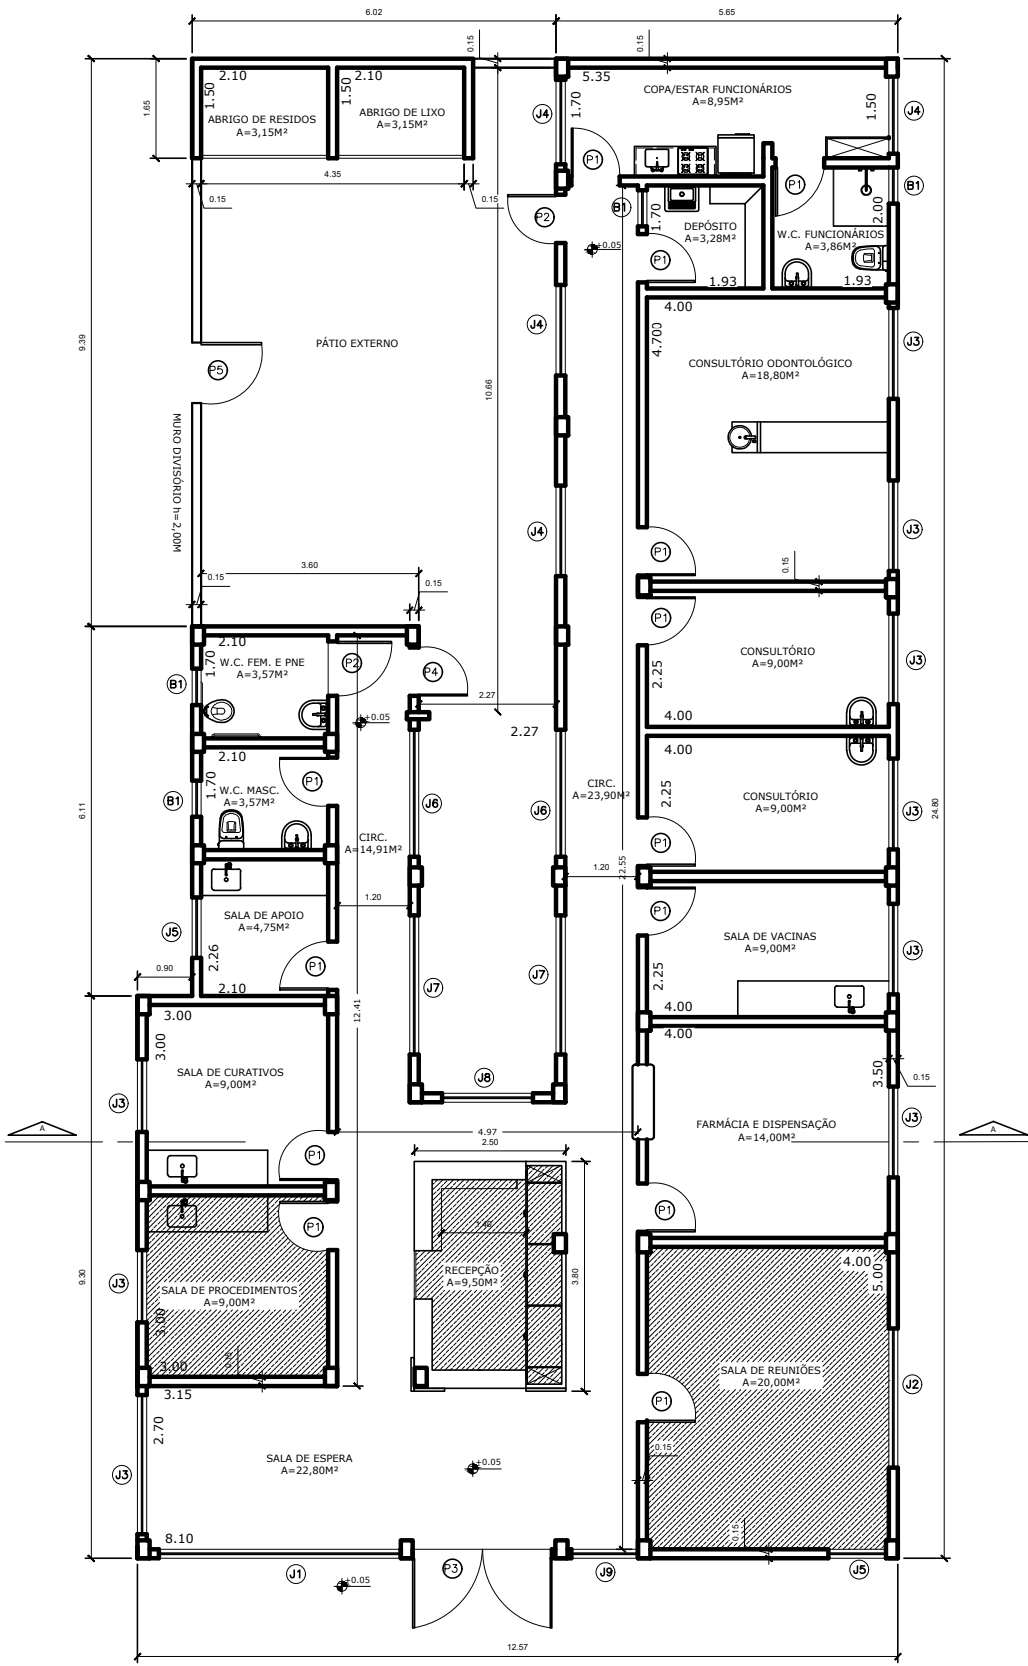 6.02
5.65
0.15
0.15
2.10
2.10
5.35
COPA/ESTAR FUNCIONÁRIOS
A=8,95M²
1.65
1.50
1.50
1.70
1.50
ABRIGO DE RESIDOS
A=3,15M²
ABRIGO DE LIXO
A=3,15M²
J4
J4
P1
P1
B1
4.35
0.15
0.15
P2
B1
1.70
2.00
DEPÓSITO
A=3,28M²
W.C. FUNCIONÁRIOS
A=3,86M²
+0.05
P1
1.93
1.93
4.00
4.700
J4
J3
9.39
PÁTIO EXTERNO
CONSULTÓRIO ODONTOLÓGICO
A=18,80M²
P5
10.66
MURO DIVISÓRIO h=2,00M
J4
J3
P1
3.60
0.15
0.15
0.15
P1
2.10
1.70
W.C. FEM. E PNE
A=3,57M²
P2
P4
CONSULTÓRIO
A=9,00M²
J3
2.25
B1
2.27
+0.05
4.00
2.27
2.10
4.00
1.70
P1
W.C. MASC.
A=3,57M²
B1
J6
J6
CIRC.
A=23,90M²
2.25
CONSULTÓRIO
A=9,00M²
J3
24.80
6.11
CIRC.
A=14,91M²
P1
22.55
1.20
1.20
SALA DE APOIO
A=4,75M²
P1
J5
2.26
SALA DE VACINAS
A=9,00M²
J3
0.90
P1
J7
J7
2.25
2.10
4.00
3.00
12.41
4.00
3.00
SALA DE CURATIVOS
A=9,00M²
J8
3.50
0.15
J3
FARMÁCIA E DISPENSAÇÃO
A=14,00M²
J3
A
A
4.97
2.50
P1
P1
P1
1.40
4.00
5.00
RECEPÇÃO
A=9,50M²
3.80
9.30
J3
SALA DE PROCEDIMENTOS
A=9,00M²
3.00
3.00
0.15
3.15
SALA DE REUNIÕES
A=20,00M²
J2
P1
2.70
SALA DE ESPERA
A=22,80M²
+0.05
0.15
J3
8.10
0.15
J1
P3
J9
J5
+0.05
12.57